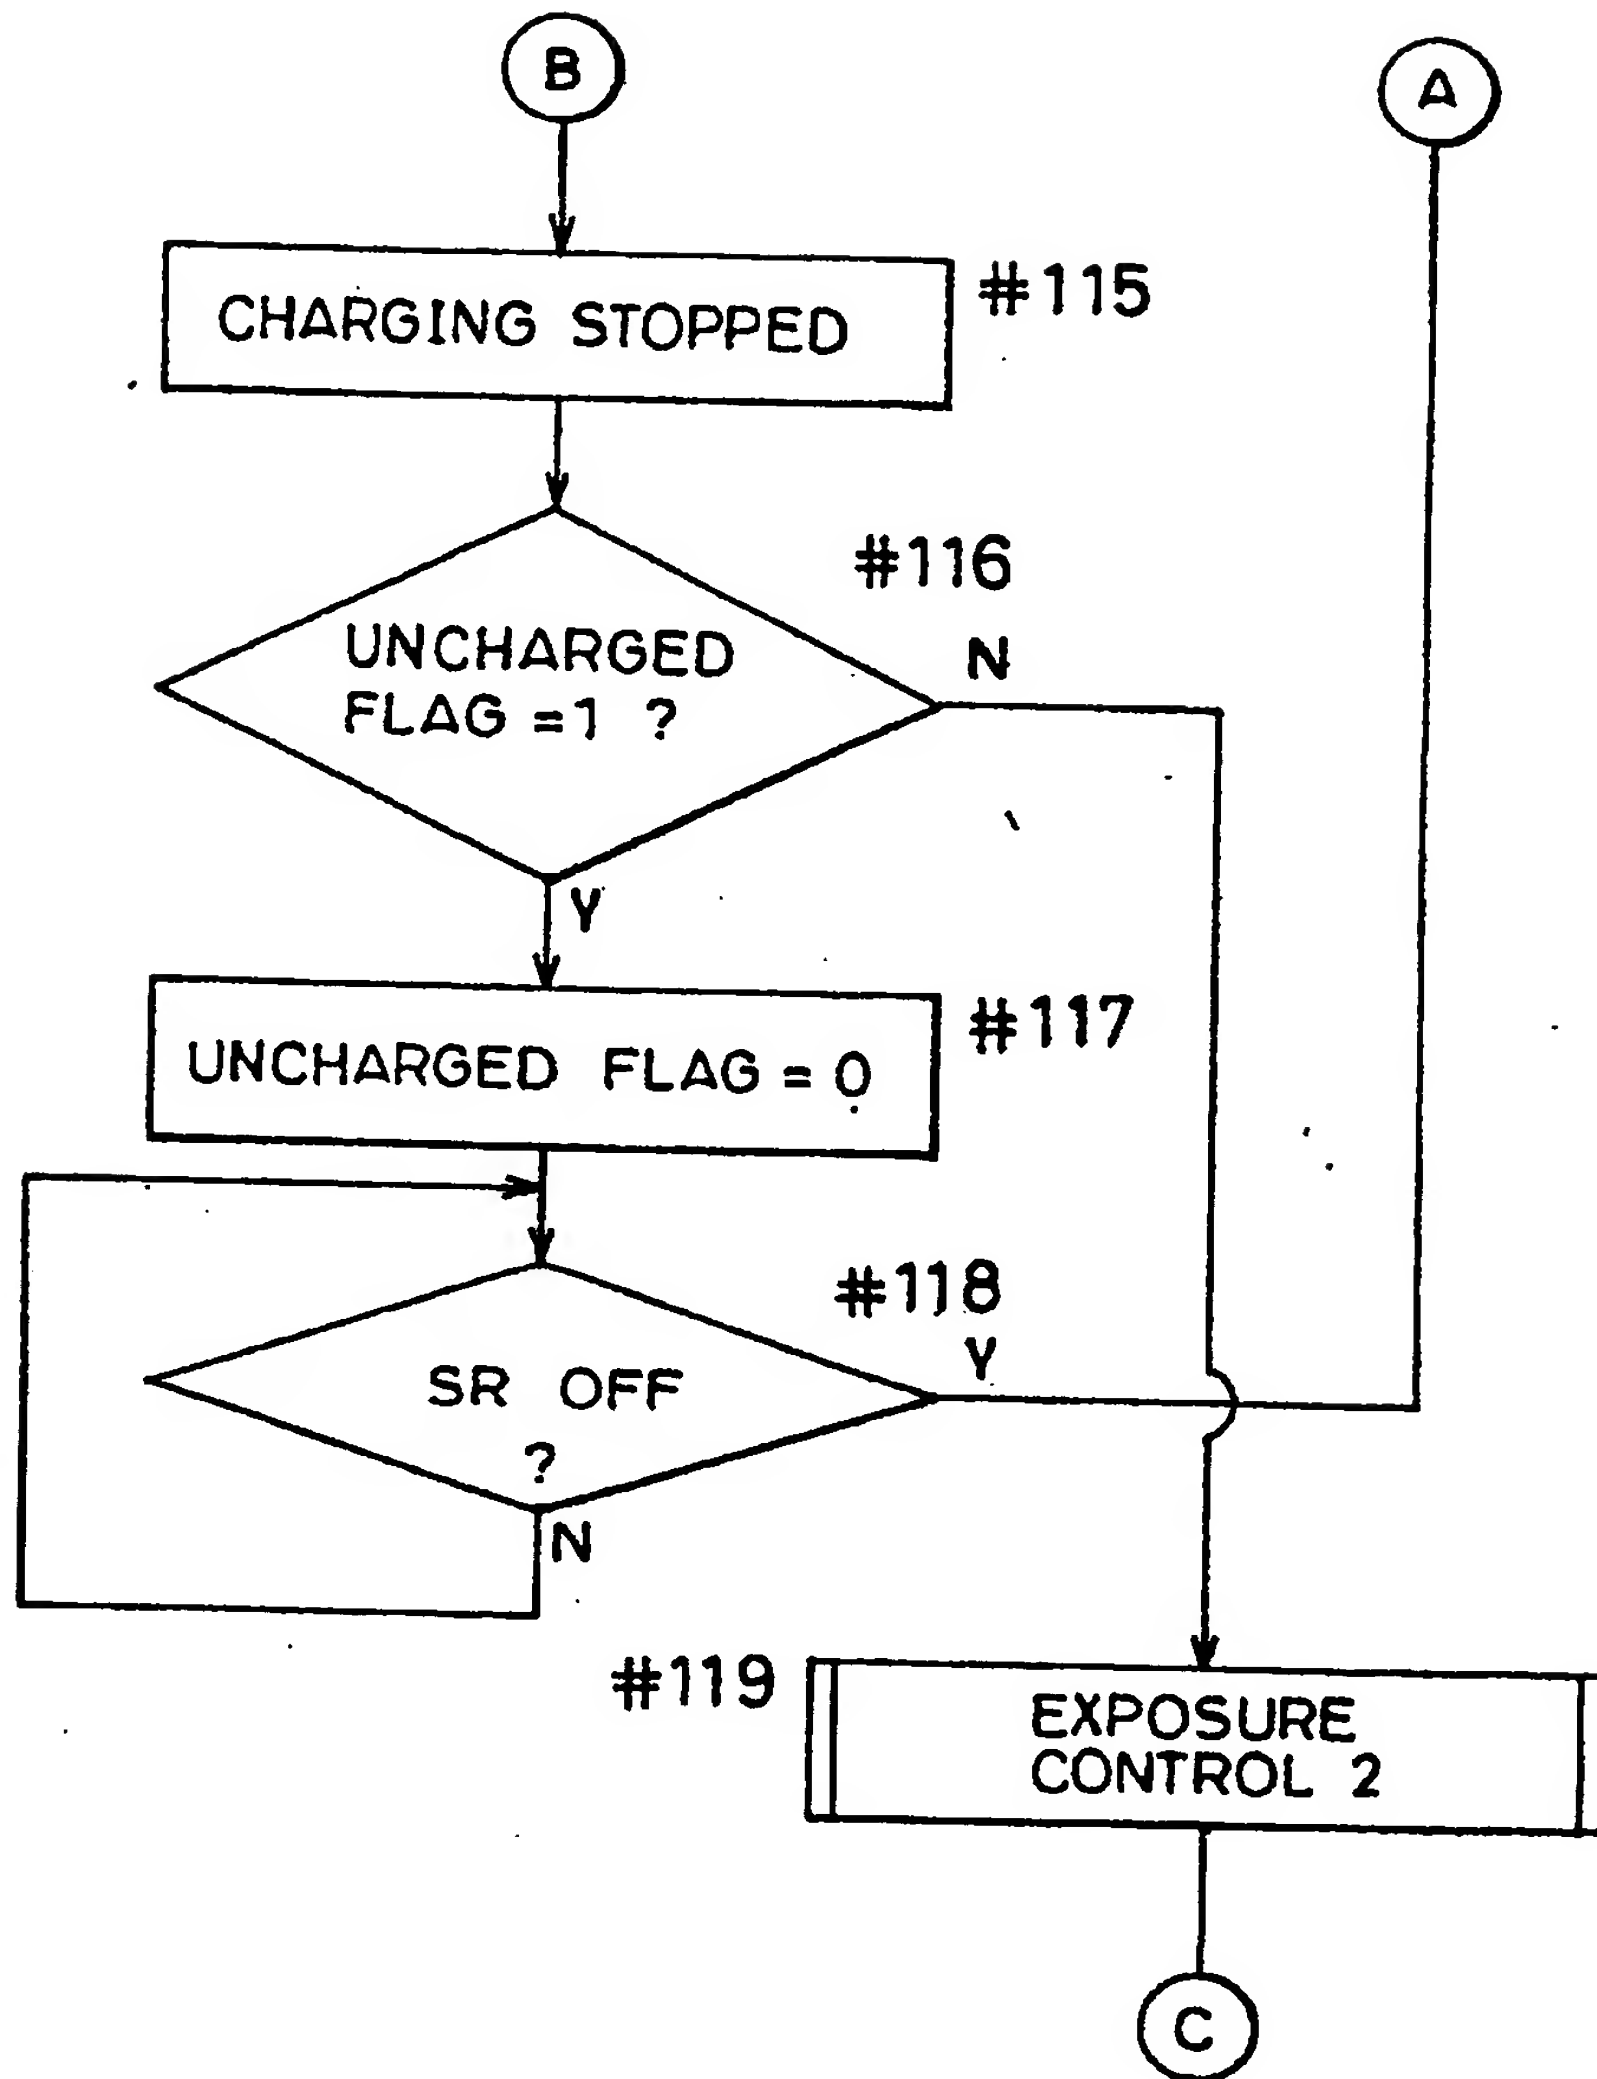 B
A
CHARGING STOPPED
#115
#116
UNCHARGED
FLAG =1 ?
N
Y
UNCHARGED FLAG = 0
#117
#118
SR OFF
?
Y
N
#119
EXPOSURE
CONTROL 2
C